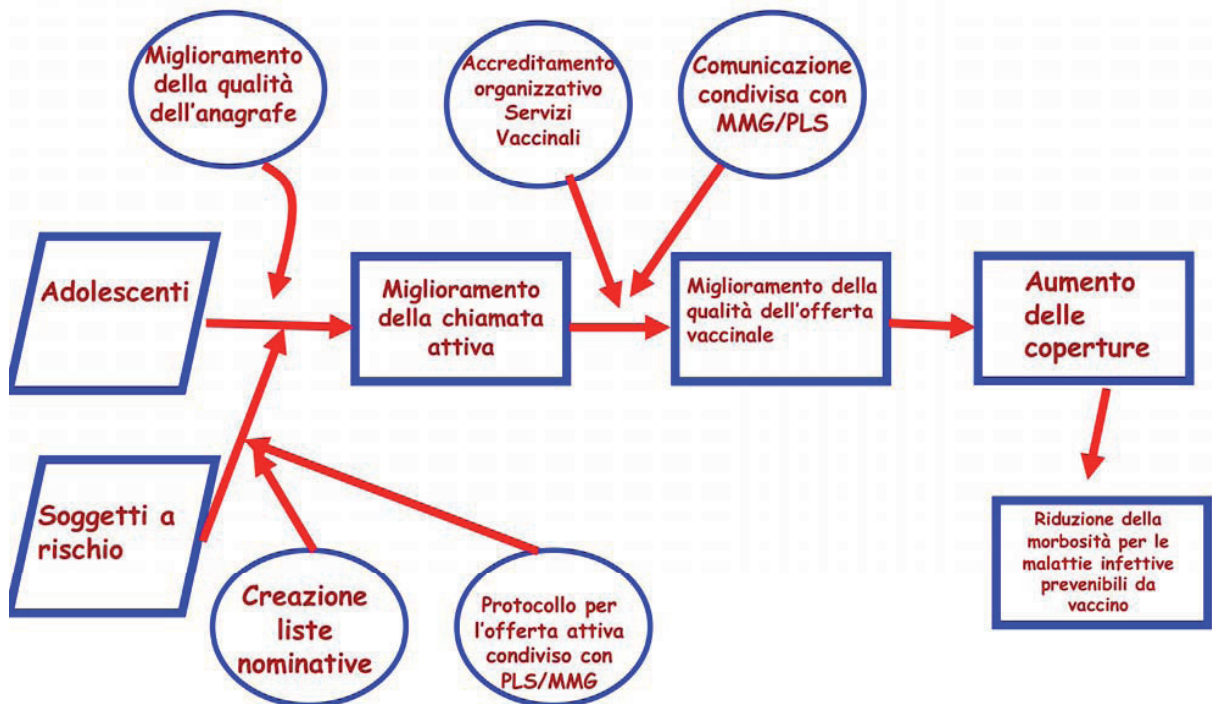 Miglioramento
della qualità
dell'anagrafe
Accreditamento
organizzativo
Servizi
Vaccinali
Comunicazione
condivisa con
MMG/PLS
Adolescenti
Miglioramento
della chiamata
attiva
Miglioramento della
qualità dell'offerta
vaccinale
Aumento
delle
coperture
Soggetti a
rischio
Creazione
liste
nominative
Protocollo per
l'offerta attiva
condiviso con
PLS/MMG
Riduzione della
morbosità per le
malattie infettive
prevenibili da
vaccino